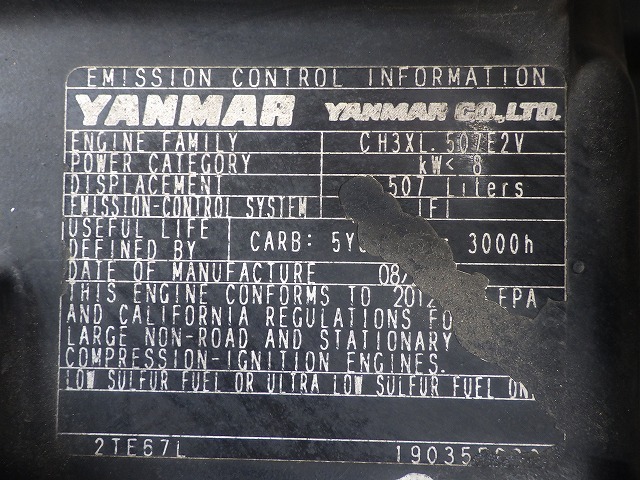 EMISSION CONTROL INFORMATION
YANMAR YANMAR CO.,LTD.
ENGINE FAMILY CH3XL.507E2V
POWER CATEGORY kW< 8
DISPLACEMENT 507 liters
EMISSION-CONTROL SYSTEM IFI
USEFUL LIFE
DEFINED BY CARB: 3000h
DATE OF MANUFACTURE
THIS ENGINE CONFORMS TO 2012 EPA
AND CALIFORNIA REGULATIONS
LARGE NON-ROAD AND STATIONARY
COMPRESSION-IGNITION ENGINES.
LOW SULFUR FUEL OR ULTRA LOW SULFUR FUEL
2TE67L